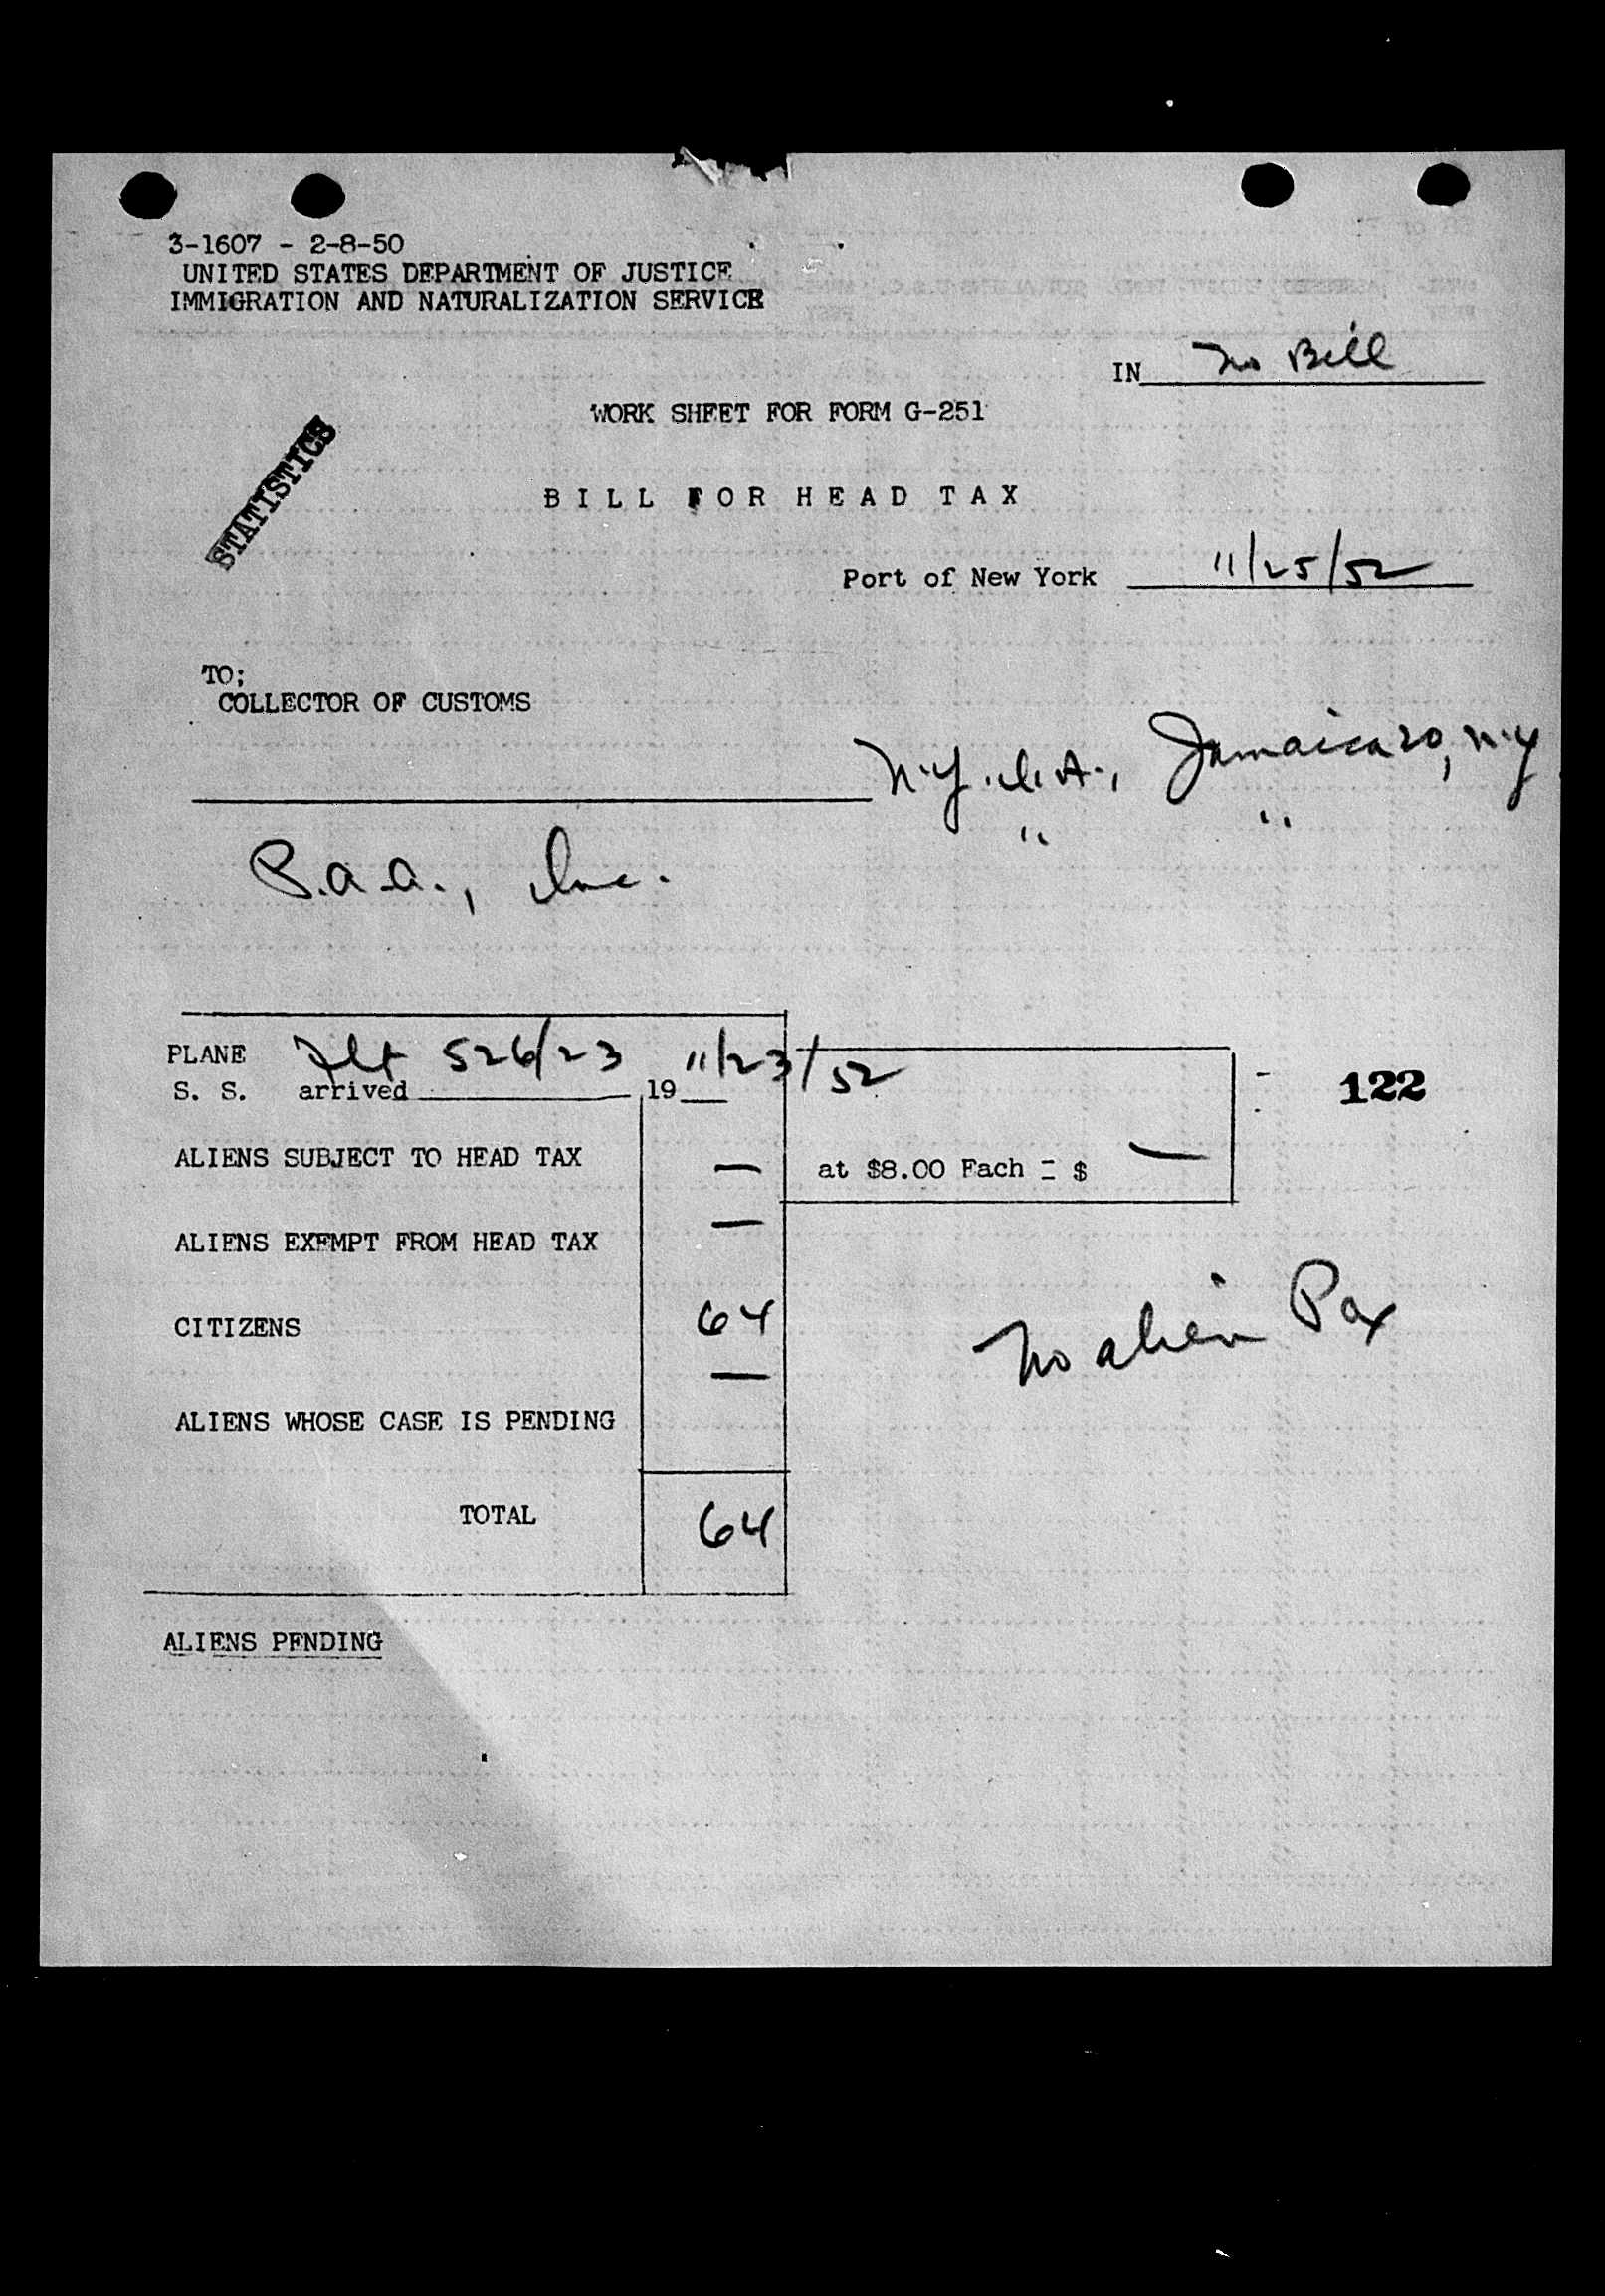 3-1607 - 2-8-50
UNITED STATES DEPARTMENT OF JUSTICE
IMMIGRATION AND NATURALIZATION SERVICE
IN No Bill
WORK SHEET FOR FORM G-251
STATISTICS
BILL FOR HEAD TAX
Port of New York 11/25/52
TO;
COLLECTOR OF CUSTOMS
N.Y.I.A., Jamaica 20, N.Y
" "
P.a.a., Inc.
PLANE Flt 526/23 11/23/52
S. S. arrived 19
122
ALIENS SUBJECT TO HEAD TAX — at $8.00 Each = $ —
ALIENS EXEMPT FROM HEAD TAX —
CITIZENS 64
No alien Pax
ALIENS WHOSE CASE IS PENDING —
TOTAL 64
ALIENS PENDING